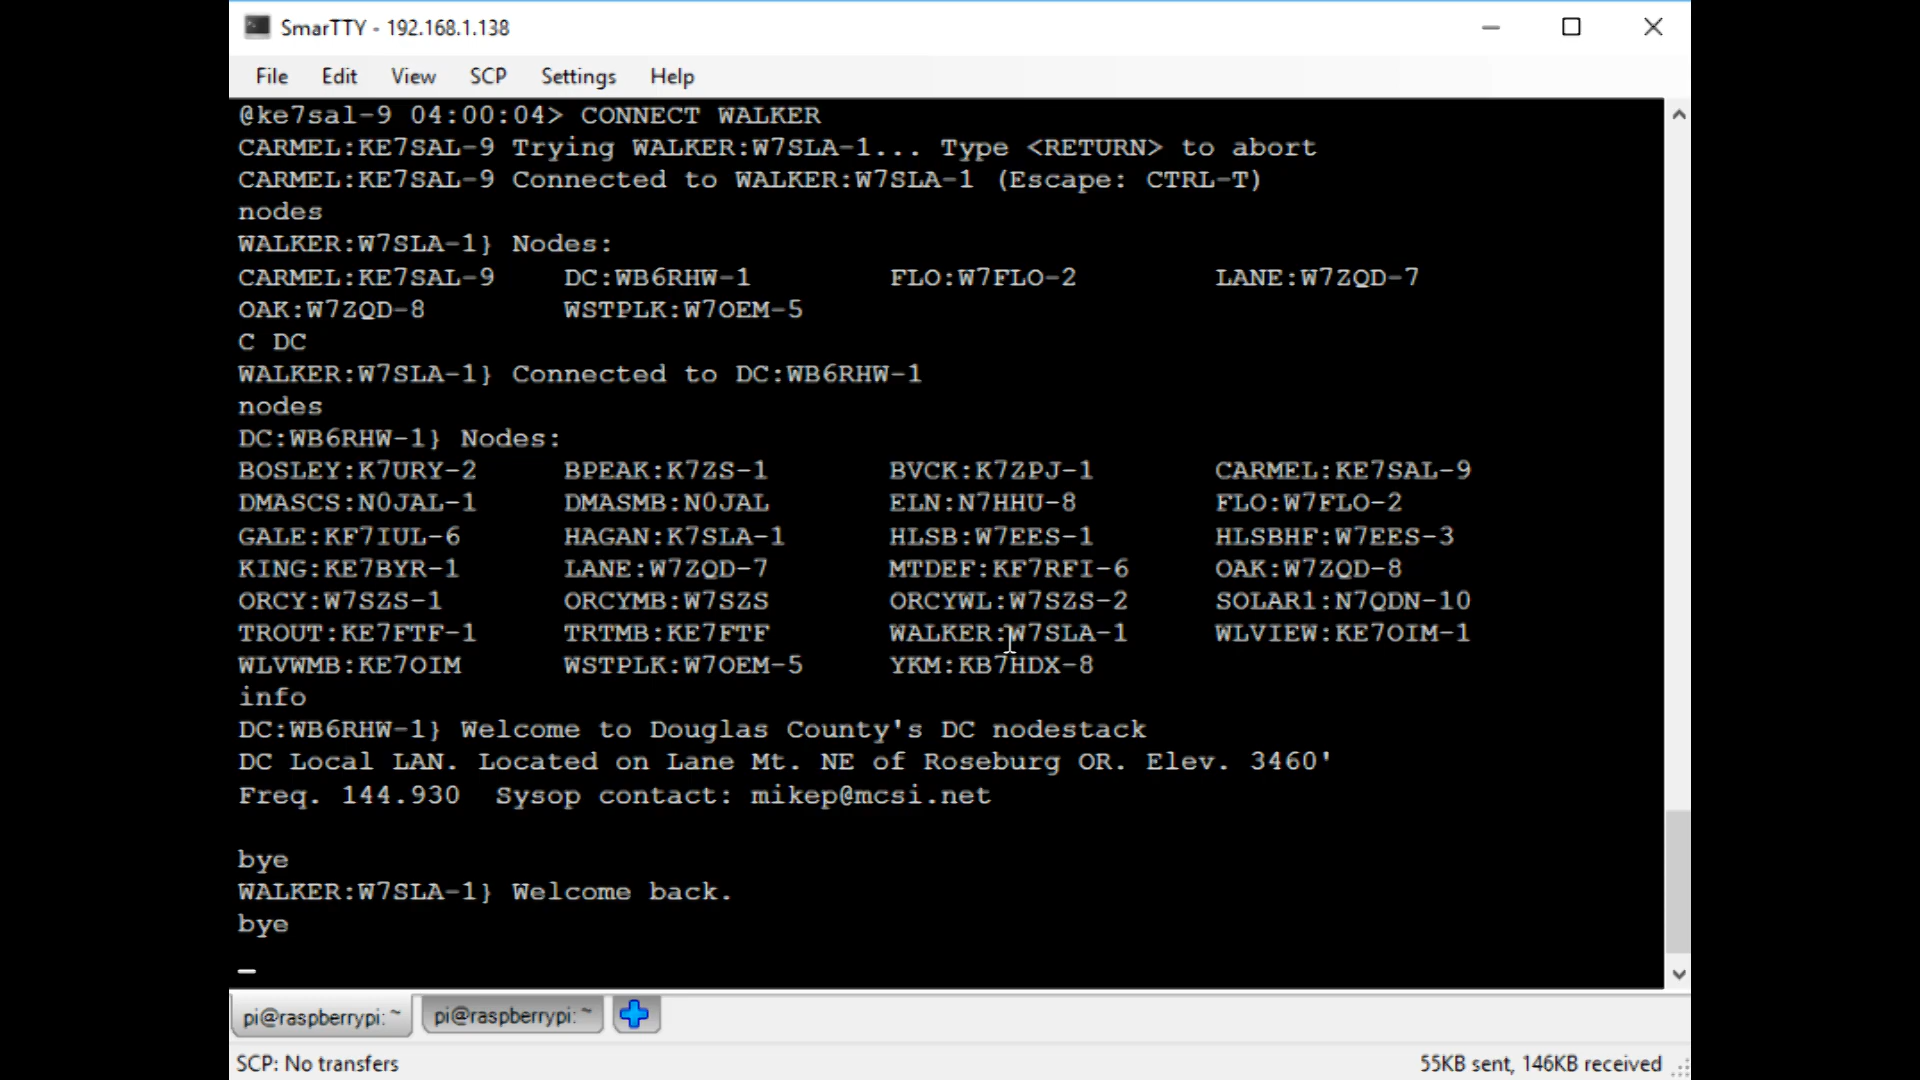 SmarTTY - 192.168.1.138
File Edit View SCP Settings Help
@ke7sal-9 04:00:04> CONNECT WALKER
CARMEL:KE7SAL-9 Trying WALKER:W7SLA-1... Type <RETURN> to abort
CARMEL:KE7SAL-9 Connected to WALKER:W7SLA-1 (Escape: CTRL-T)
nodes
WALKER:W7SLA-1} Nodes:
CARMEL:KE7SAL-9 DC:WB6RHW-1 FLO:W7FLO-2 LANE:W7ZQD-7
OAK:W7ZQD-8 WSTPLK:W7OEM-5
C DC
WALKER:W7SLA-1} Connected to DC:WB6RHW-1
nodes
DC:WB6RHW-1} Nodes:
BOSLEY:K7URY-2 BPEAK:K7ZS-1 BVCK:K7ZPJ-1 CARMEL:KE7SAL-9
DMASCS:N0JAL-1 DMASMB:N0JAL ELN:N7HHU-8 FLO:W7FLO-2
GALE:KF7IUL-6 HAGAN:K7SLA-1 HLSB:W7EES-1 HLSBHF:W7EES-3
KING:KE7BYR-1 LANE:W7ZQD-7 MTDEF:KF7RFI-6 OAK:W7ZQD-8
ORCY:W7SZS-1 ORCYMB:W7SZS ORCYWL:W7SZS-2 SOLAR1:N7QDN-10
TROUT:KE7FTF-1 TRTMB:KE7FTF WALKER:W7SLA-1 WLVIEW:KE7OIM-1
WLVWMB:KE7OIM WSTPLK:W7OEM-5 YKM:KB7HDX-8
info
DC:WB6RHW-1} Welcome to Douglas County's DC nodestack
DC Local LAN. Located on Lane Mt. NE of Roseburg OR. Elev. 3460'
Freq. 144.930 Sysop contact: mikep@mcsi.net
bye
WALKER:W7SLA-1} Welcome back.
bye
pi@raspberrypi: ~ pi@raspberrypi: ~
SCP: No transfers 55KB sent, 146KB received